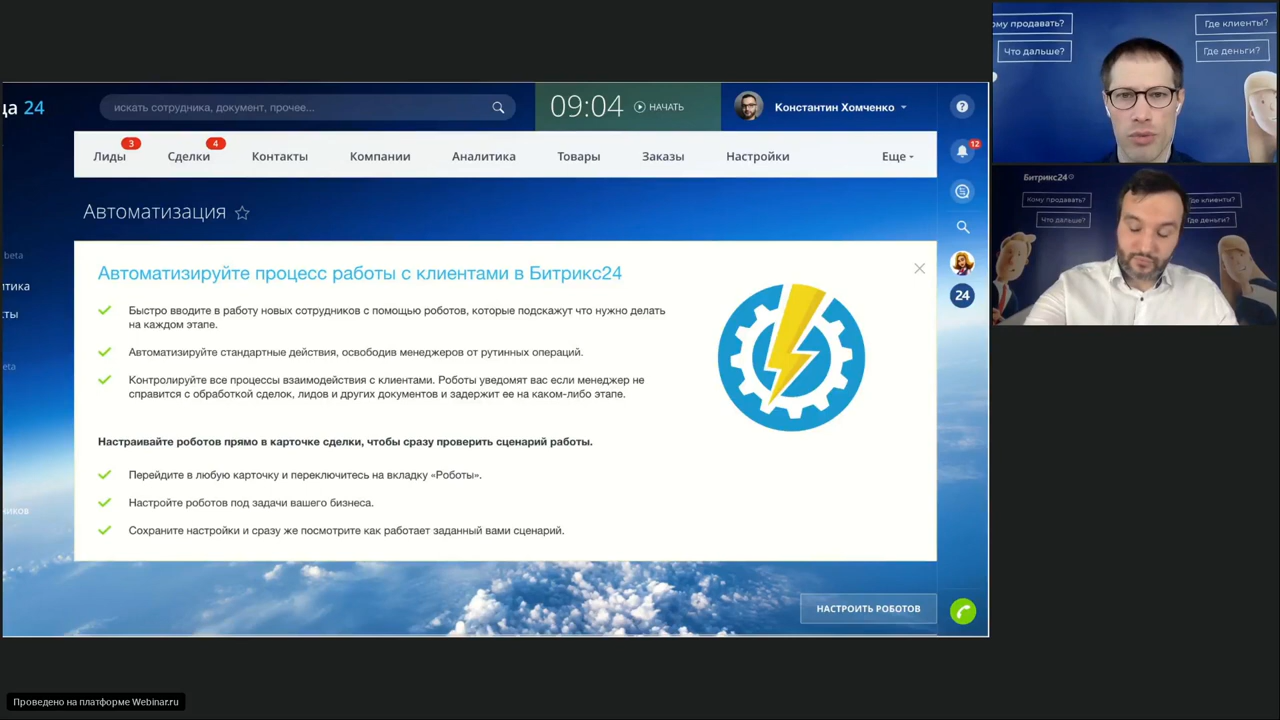 ца 24
искать сотрудника, документ, прочее...
09:04 НАЧАТЬ
Константин Хомченко
12
Лиды 3 Сделки 4 Контакты Компании Аналитика Товары Заказы Настройки Еще
Автоматизация
beta
итика
ты
beta
ников
Автоматизируйте процесс работы с клиентами в Битрикс24
Быстро вводите в работу новых сотрудников с помощью роботов, которые подскажут что нужно делать
на каждом этапе.
Автоматизируйте стандартные действия, освободив менеджеров от рутинных операций.
Контролируйте все процессы взаимодействия с клиентами. Роботы уведомят вас если менеджер не
справится с обработкой сделок, лидов и других документов и задержит ее на каком-либо этапе.
Настраивайте роботов прямо в карточке сделки, чтобы сразу проверить сценарий работы.
Перейдите в любую карточку и переключитесь на вкладку «Роботы».
Настройте роботов под задачи вашего бизнеса.
Сохраните настройки и сразу же посмотрите как работает заданный вами сценарий.
24
НАСТРОИТЬ РОБОТОВ
ому продавать?
Где клиенты?
Что дальше?
Где деньги?
Битрикс24
Кому продавать?
Где клиенты?
Что дальше?
Где деньги?
Проведено на платформе Webinar.ru